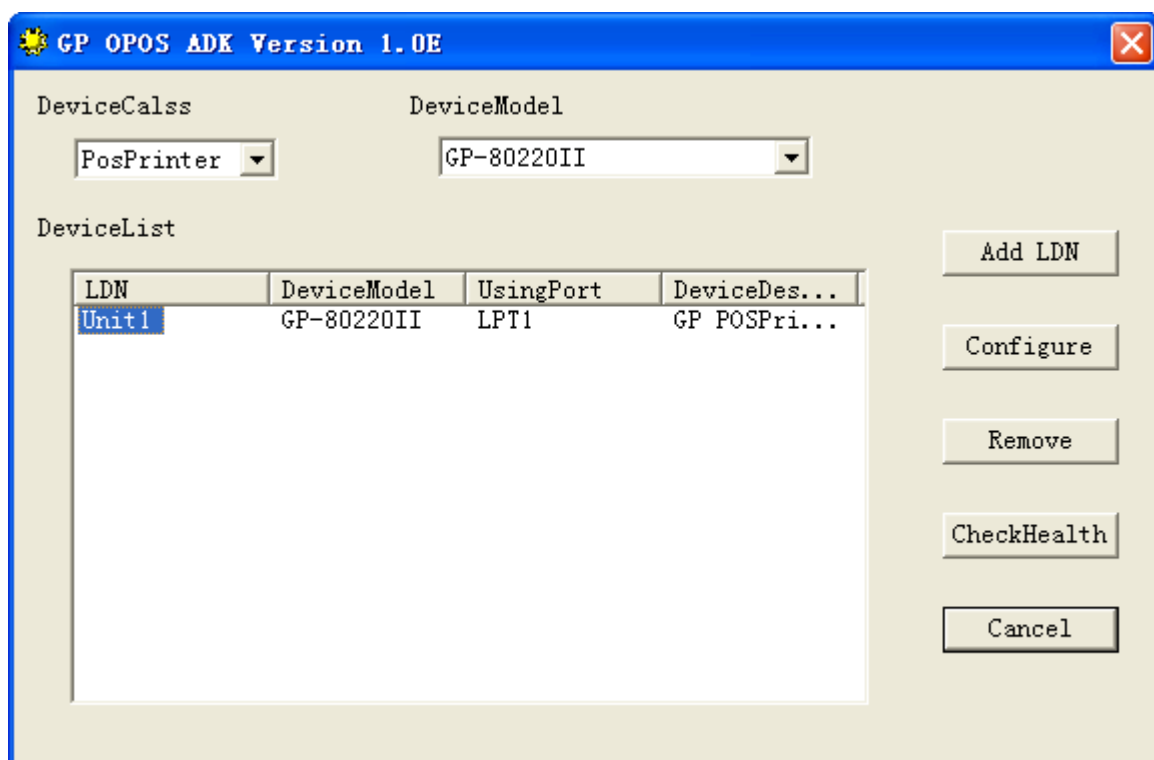 GP OPOS ADK Version 1.0E
DeviceCalss DeviceModel
PosPrinter GP-80220II
DeviceList
Add LDN
LDN DeviceModel UsingPort DeviceDes...
Unit1 GP-80220II LPT1 GP POSPri...
Configure
Remove
CheckHealth
Cancel